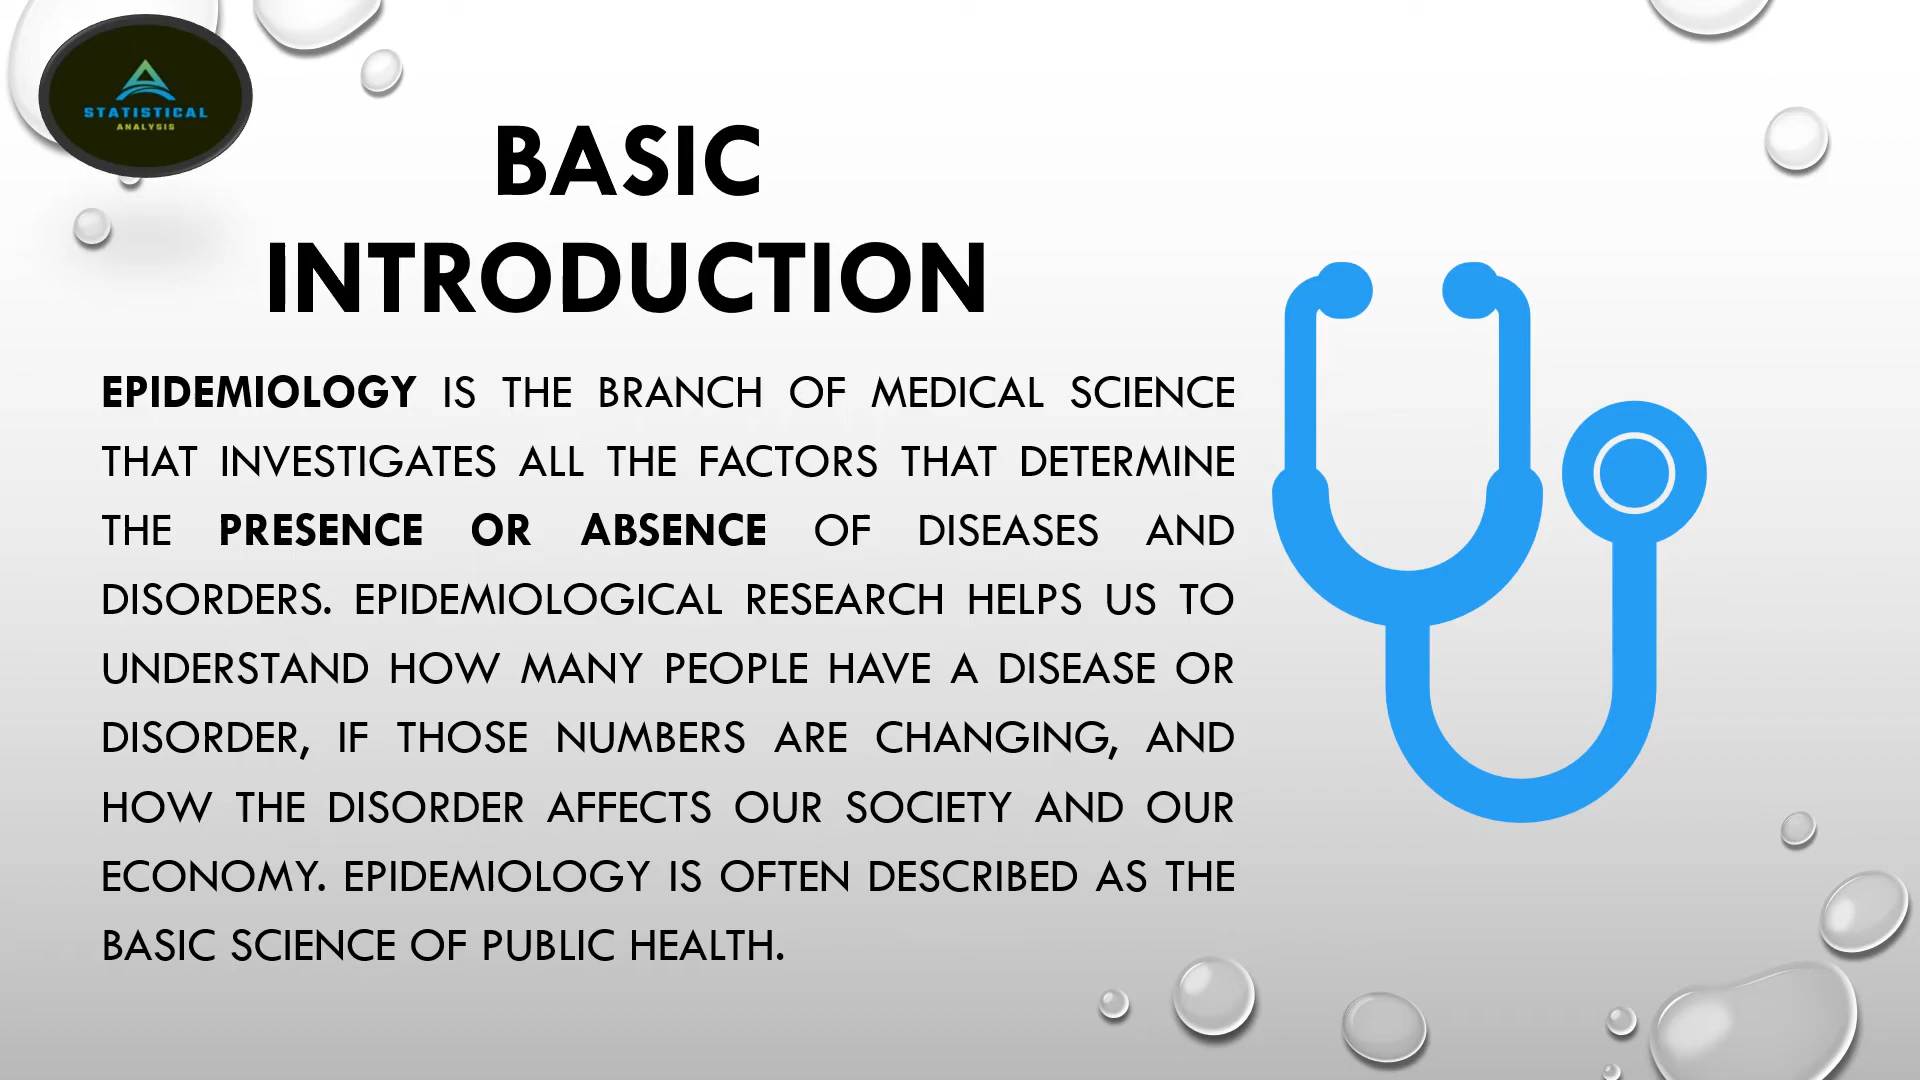 STATISTICAL
ANALYSIS
BASIC
INTRODUCTION
EPIDEMIOLOGY IS THE BRANCH OF MEDICAL SCIENCE
THAT INVESTIGATES ALL THE FACTORS THAT DETERMINE
THE PRESENCE OR ABSENCE OF DISEASES AND
DISORDERS. EPIDEMIOLOGICAL RESEARCH HELPS US TO
UNDERSTAND HOW MANY PEOPLE HAVE A DISEASE OR
DISORDER, IF THOSE NUMBERS ARE CHANGING, AND
HOW THE DISORDER AFFECTS OUR SOCIETY AND OUR
ECONOMY. EPIDEMIOLOGY IS OFTEN DESCRIBED AS THE
BASIC SCIENCE OF PUBLIC HEALTH.